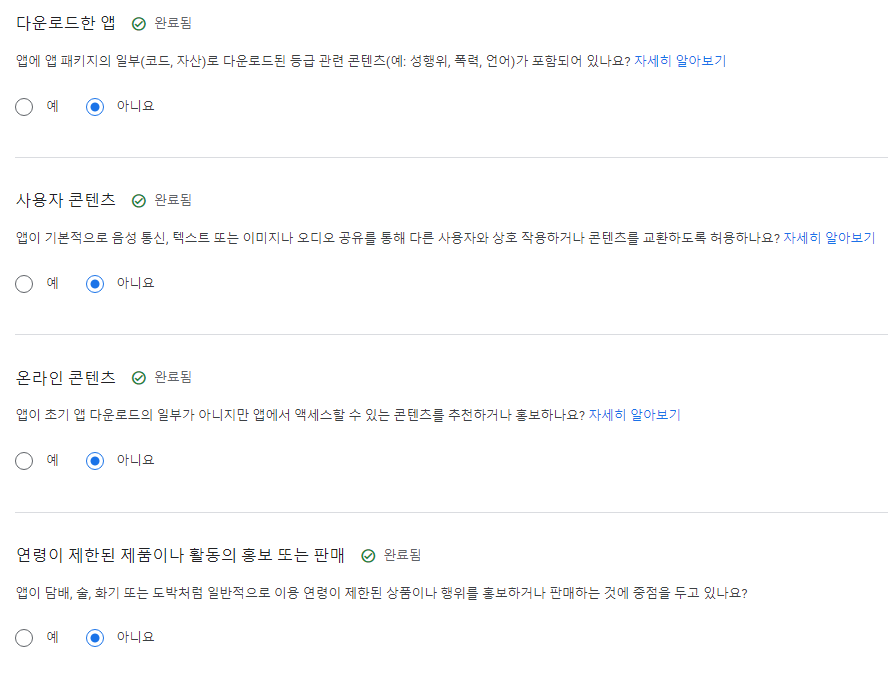 다운로드한 앱 완료됨
앱에 앱 패키지의 일부(코드, 자산)로 다운로드된 등급 관련 콘텐츠(예: 성행위, 폭력, 언어)가 포함되어 있나요? 자세히 알아보기
예 아니요
사용자 콘텐츠 완료됨
앱이 기본적으로 음성 통신, 텍스트 또는 이미지나 오디오 공유를 통해 다른 사용자와 상호 작용하거나 콘텐츠를 교환하도록 허용하나요? 자세히 알아보기
예 아니요
온라인 콘텐츠 완료됨
앱이 초기 앱 다운로드의 일부가 아니지만 앱에서 액세스할 수 있는 콘텐츠를 추천하거나 홍보하나요? 자세히 알아보기
예 아니요
연령이 제한된 제품이나 활동의 홍보 또는 판매 완료됨
앱이 담배, 술, 화기 또는 도박처럼 일반적으로 이용 연령이 제한된 상품이나 행위를 홍보하거나 판매하는 것에 중점을 두고 있나요?
예 아니요